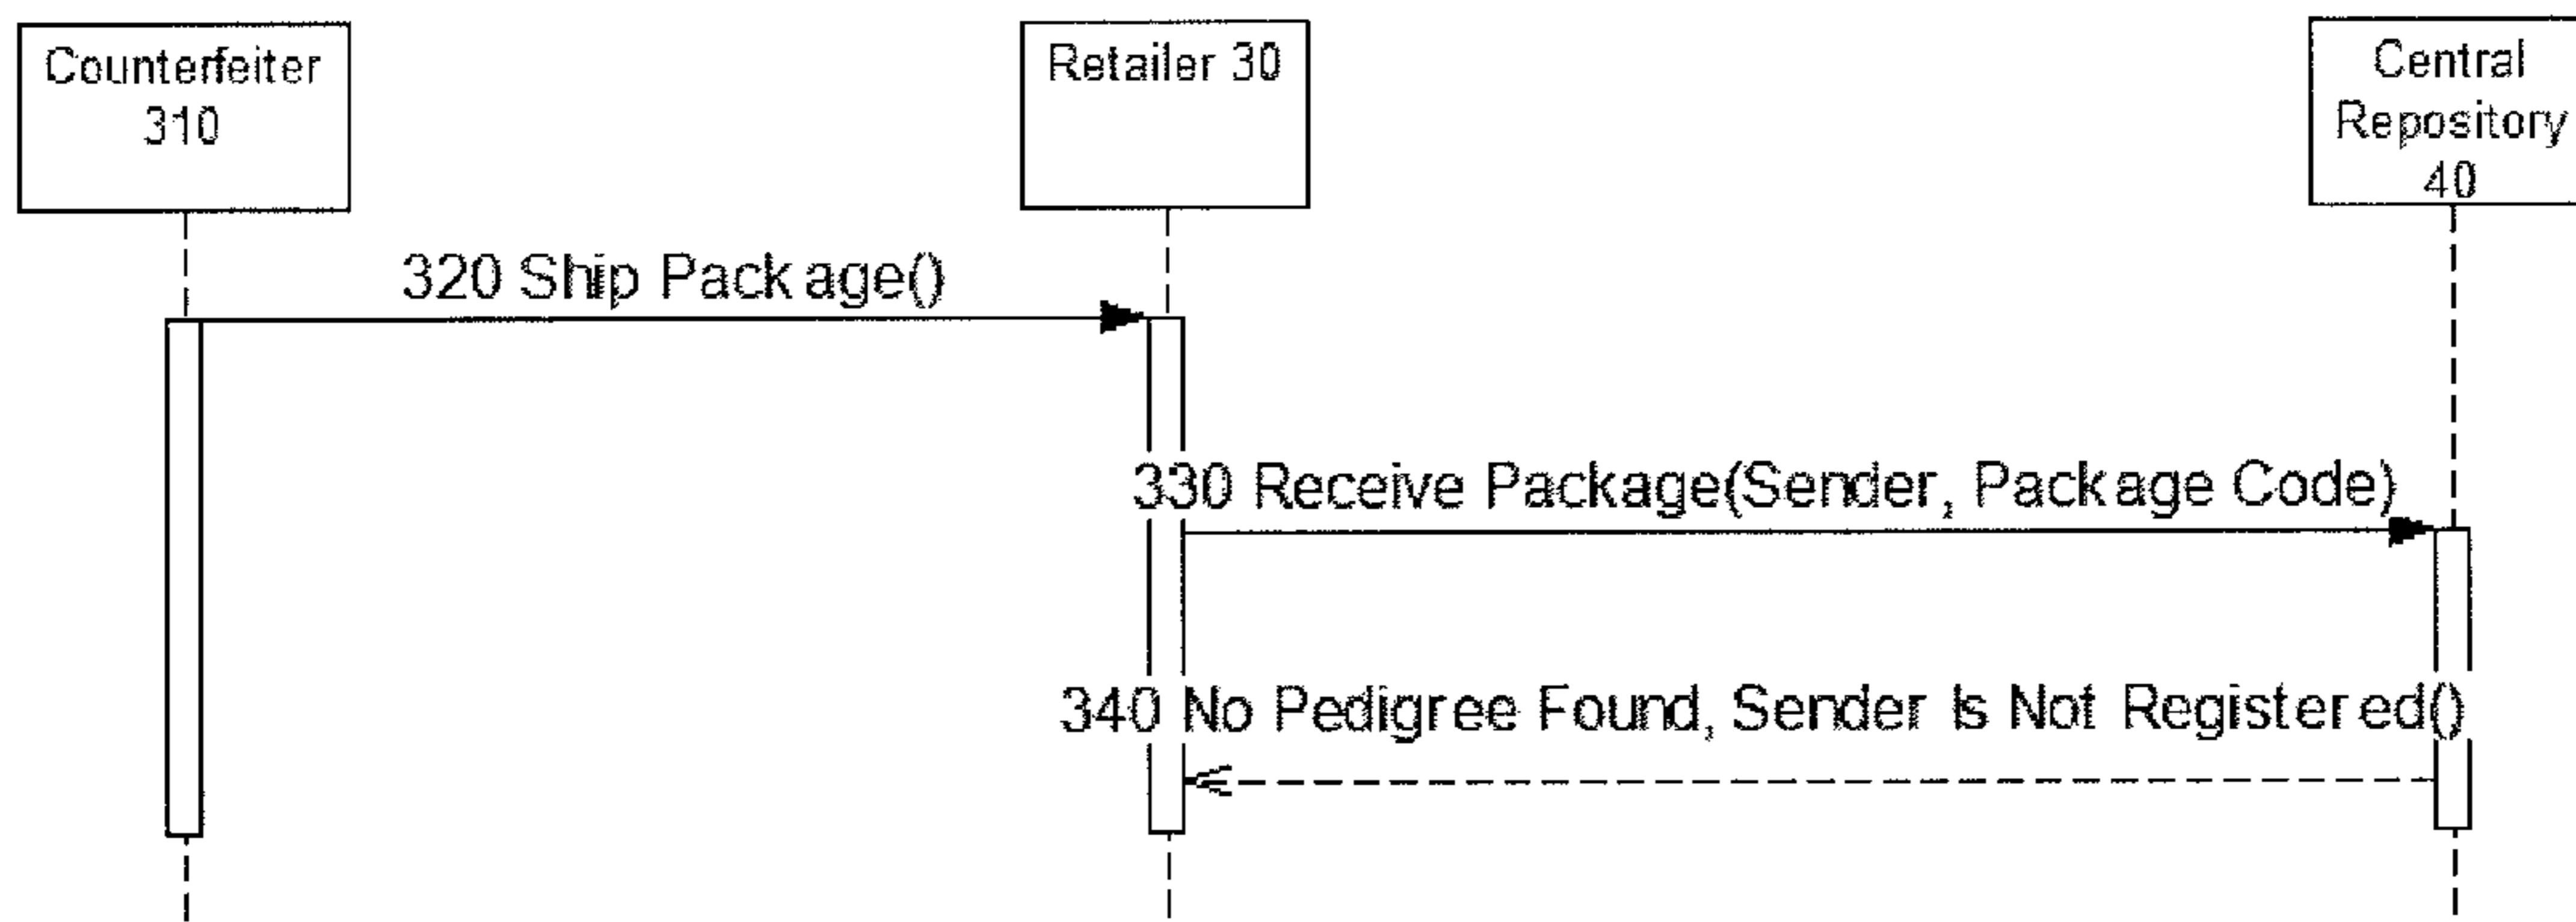 Counterfeiter
310
Retailer 30
Central
Repository
40
320 Ship Package()
330 Receive Package(Sender, Package Code)
340 No Pedigree Found, Sender Is Not Registered()